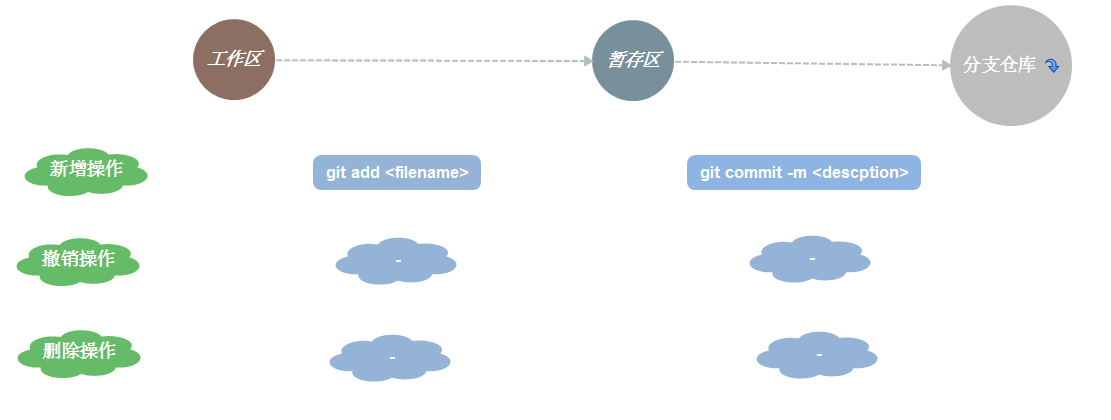 工作区
暂存区
分支仓库
新增操作
git add <filename>
git commit -m <descption>
撤销操作
-
-
删除操作
-
-